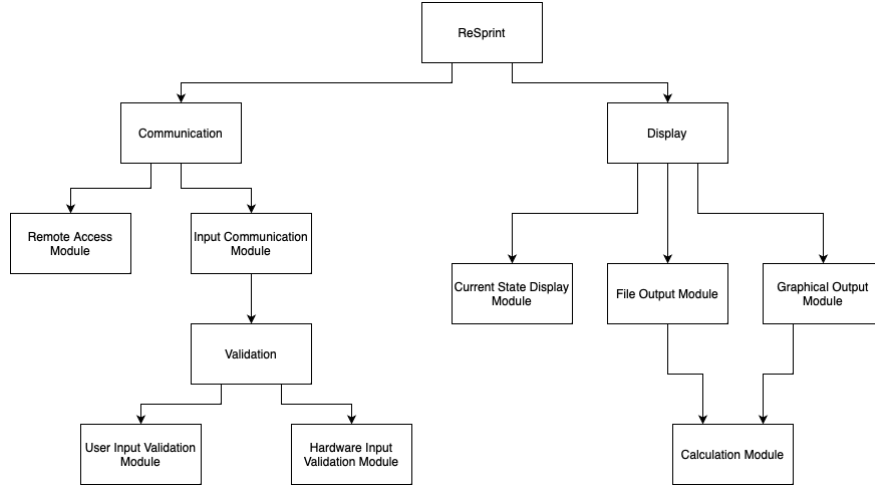 ReSprint
Communication
Display
Remote Access
Module
Input Communication
Module
Current State Display
Module
File Output Module
Graphical Output
Module
Validation
User Input Validation
Module
Hardware Input
Validation Module
Calculation Module